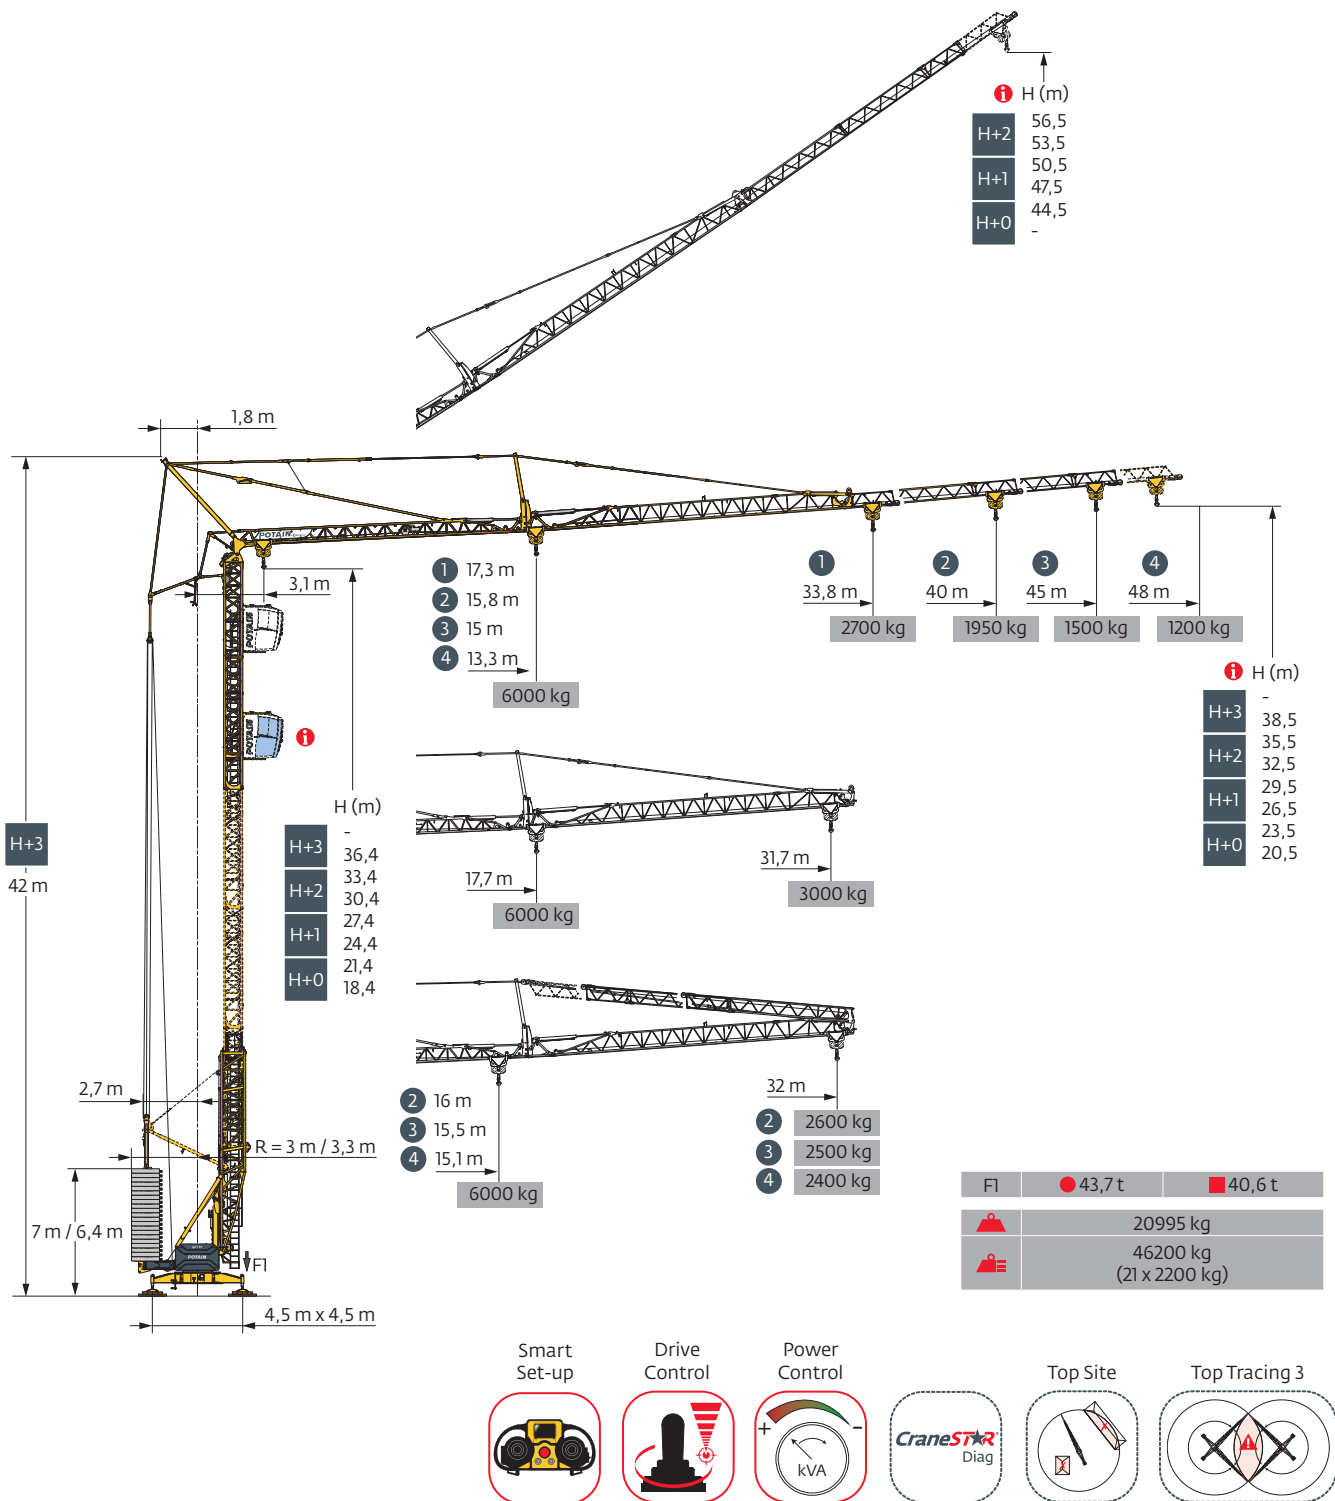 H (m)
H+2
56,5
53,5
H+1
50,5
47,5
H+0
44,5
-
1,8 m
POTAIN
3,1 m
1 17,3 m
2 15,8 m
3 15 m
4 13,3 m
6000 kg
1
33,8 m
2700 kg
2
40 m
1950 kg
3
45 m
1500 kg
4
48 m
1200 kg
POTAIN
POTAIN
H (m)
H+3
-
38,5
H+2
35,5
32,5
H+1
29,5
26,5
H+0
23,5
20,5
H+3
42 m
H (m)
H+3
-
36,4
H+2
33,4
30,4
H+1
27,4
24,4
H+0
21,4
18,4
17,7 m
6000 kg
31,7 m
3000 kg
2 16 m
3 15,5 m
4 15,1 m
6000 kg
32 m
2 2600 kg
3 2500 kg
4 2400 kg
2,7 m
R = 3 m / 3,3 m
7 m / 6,4 m
POTAIN
F1
4,5 m x 4,5 m
F1 43,7 t 40,6 t
20995 kg
46200 kg
(21 x 2200 kg)
Smart
Set-up
Drive
Control
Power
Control
+ -
kVA
CraneSTAR
Diag
Top Site
Top Tracing 3